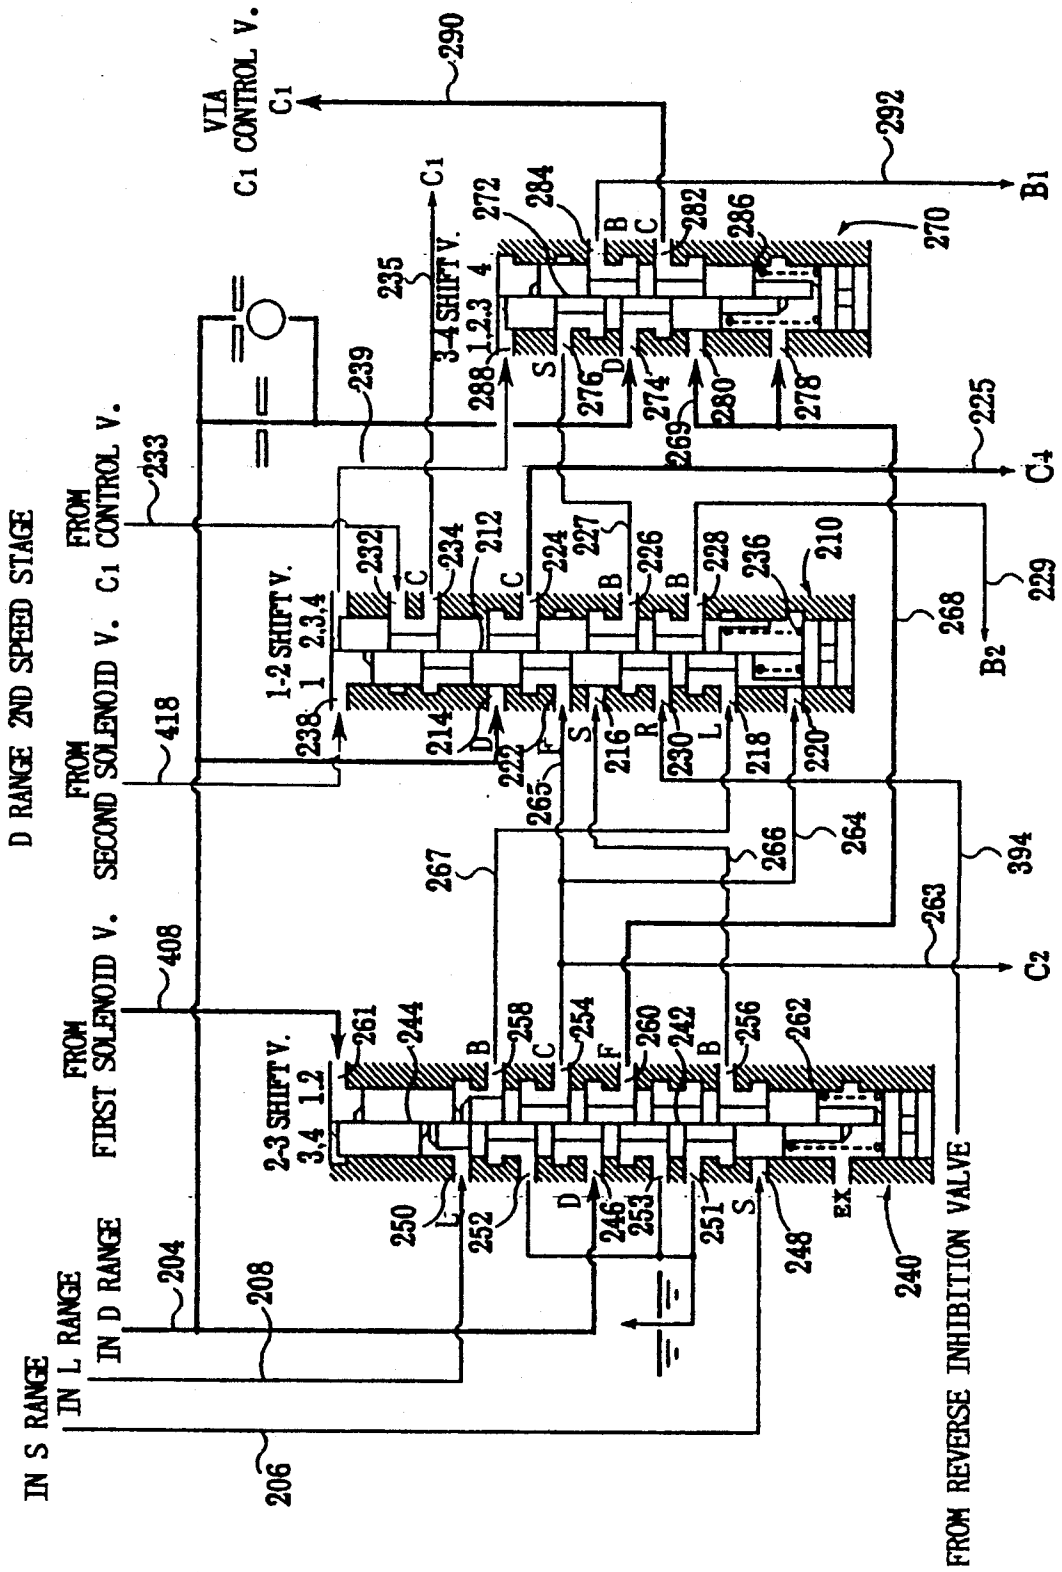 D RANGE 2ND SPEED STAGE
IN S RANGE
IN L RANGE
IN D RANGE
FROM
FIRST SOLENOID V.
FROM
SECOND SOLENOID V.
FROM
C1 CONTROL V.
VIA
C1 CONTROL V.
C1
206
208
204
408
418
233
239
235
290
2-3 SHIFT V.
3,4
1.2
1-2 SHIFT V.
1
2,3,4
3-4 SHIFT V.
1,2,3
4
C1
261
244
250
L
252
D
246
253
251
S
248
EX
240
B
258
C
254
F
260
242
B
256
262
267
265
266
264
263
C2
268
394
238
214
D
222
F
S
216
R
230
L
218
220
232
C
234
212
C
224
227
B
226
B
228
236
210
229
B2
225
C4
288
S
276
D
274
269
280
278
272
284
B
C
282
286
270
292
B1
FROM REVERSE INHIBITION VALVE